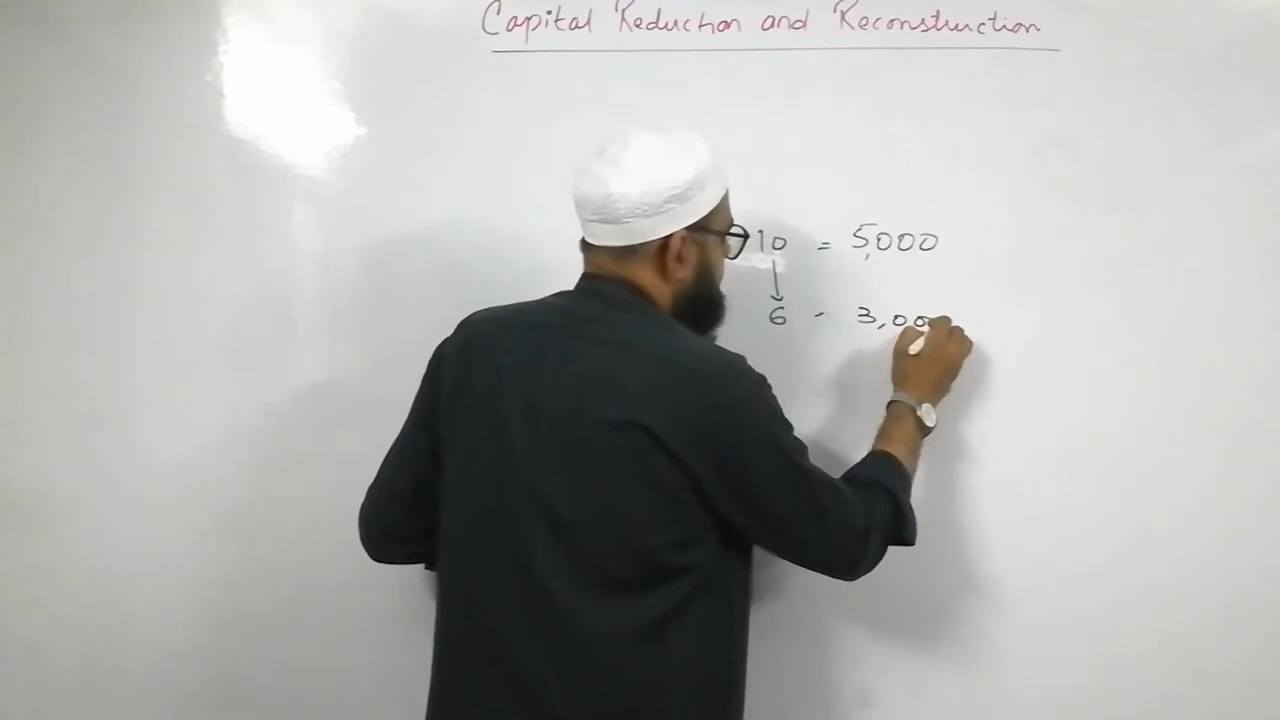 Capital Reduction and Reconstruction
10 = 5,000
6 - 3,00